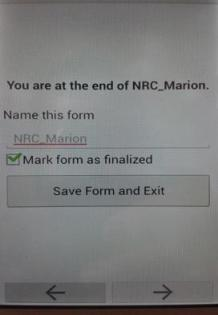 You are at the end of NRC_Marion.
Name this form
NRC_Marion
Mark form as finalized
Save Form and Exit